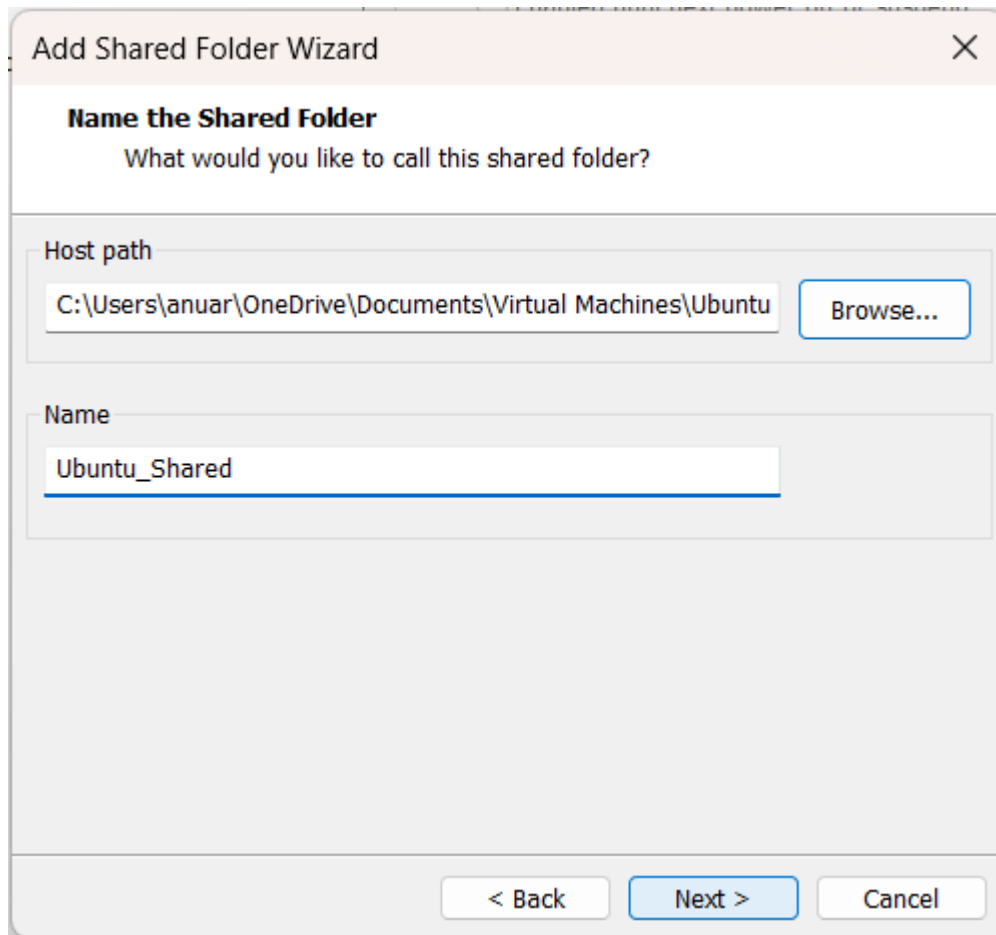 Add Shared Folder Wizard
Name the Shared Folder
What would you like to call this shared folder?
Host path
C:\Users\anuar\OneDrive\Documents\Virtual Machines\Ubuntu
Browse...
Name
Ubuntu_Shared
< Back
Next >
Cancel